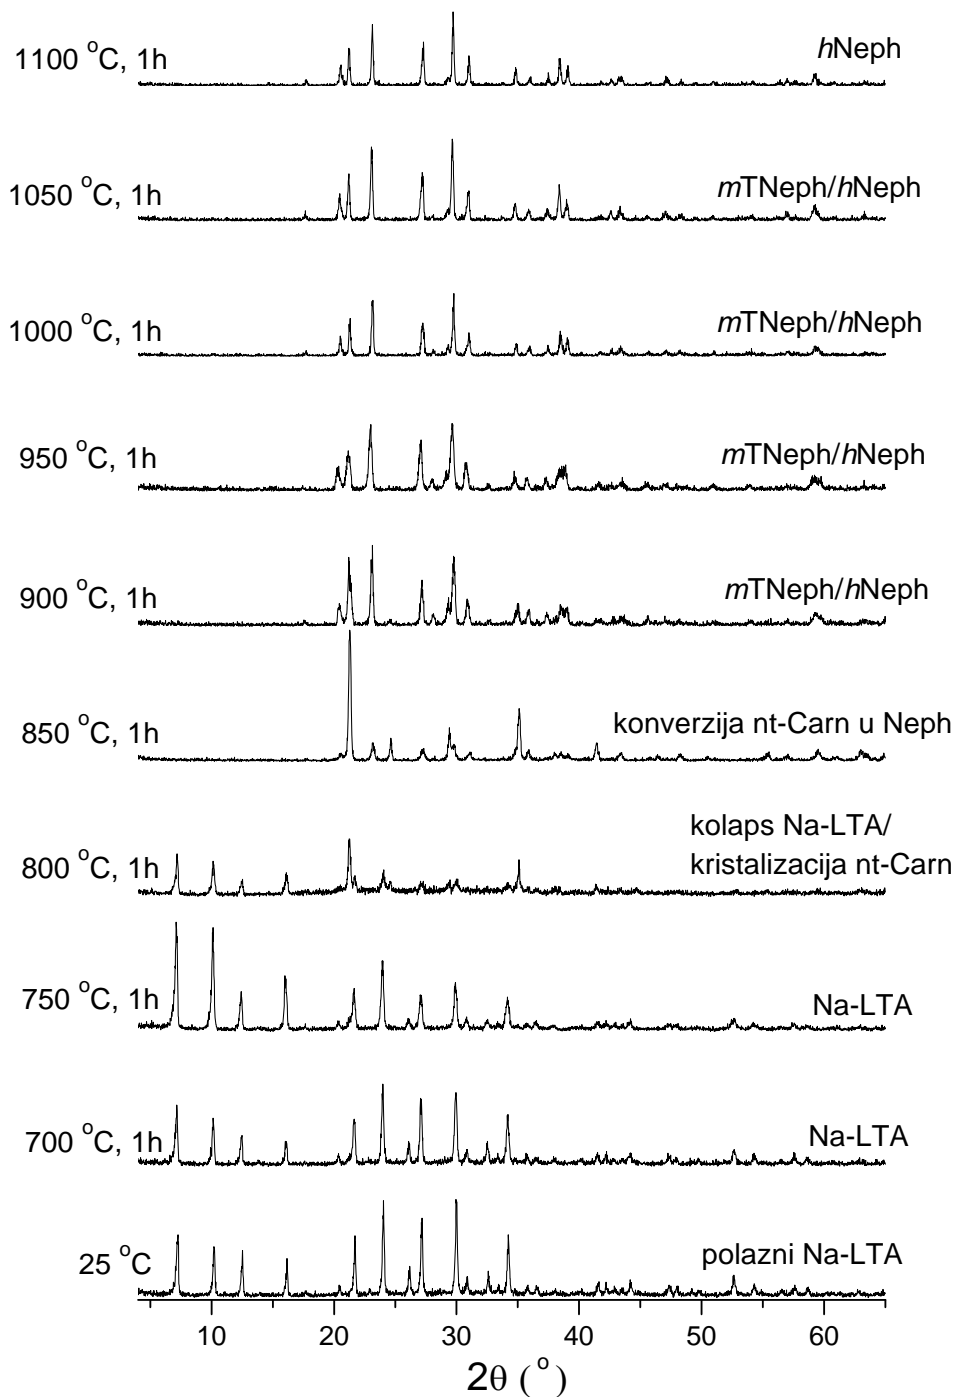 1100 °C, 1h
hNeph
1050 °C, 1h
mTNeph/hNeph
1000 °C, 1h
mTNeph/hNeph
950 °C, 1h
mTNeph/hNeph
900 °C, 1h
mTNeph/hNeph
850 °C, 1h
konverzija nt-Carn u Neph
800 °C, 1h
kolaps Na-LTA/
kristalizacija nt-Carn
750 °C, 1h
Na-LTA
700 °C, 1h
Na-LTA
25 °C
polazni Na-LTA
10 20 30 40 50 60
2θ (°)